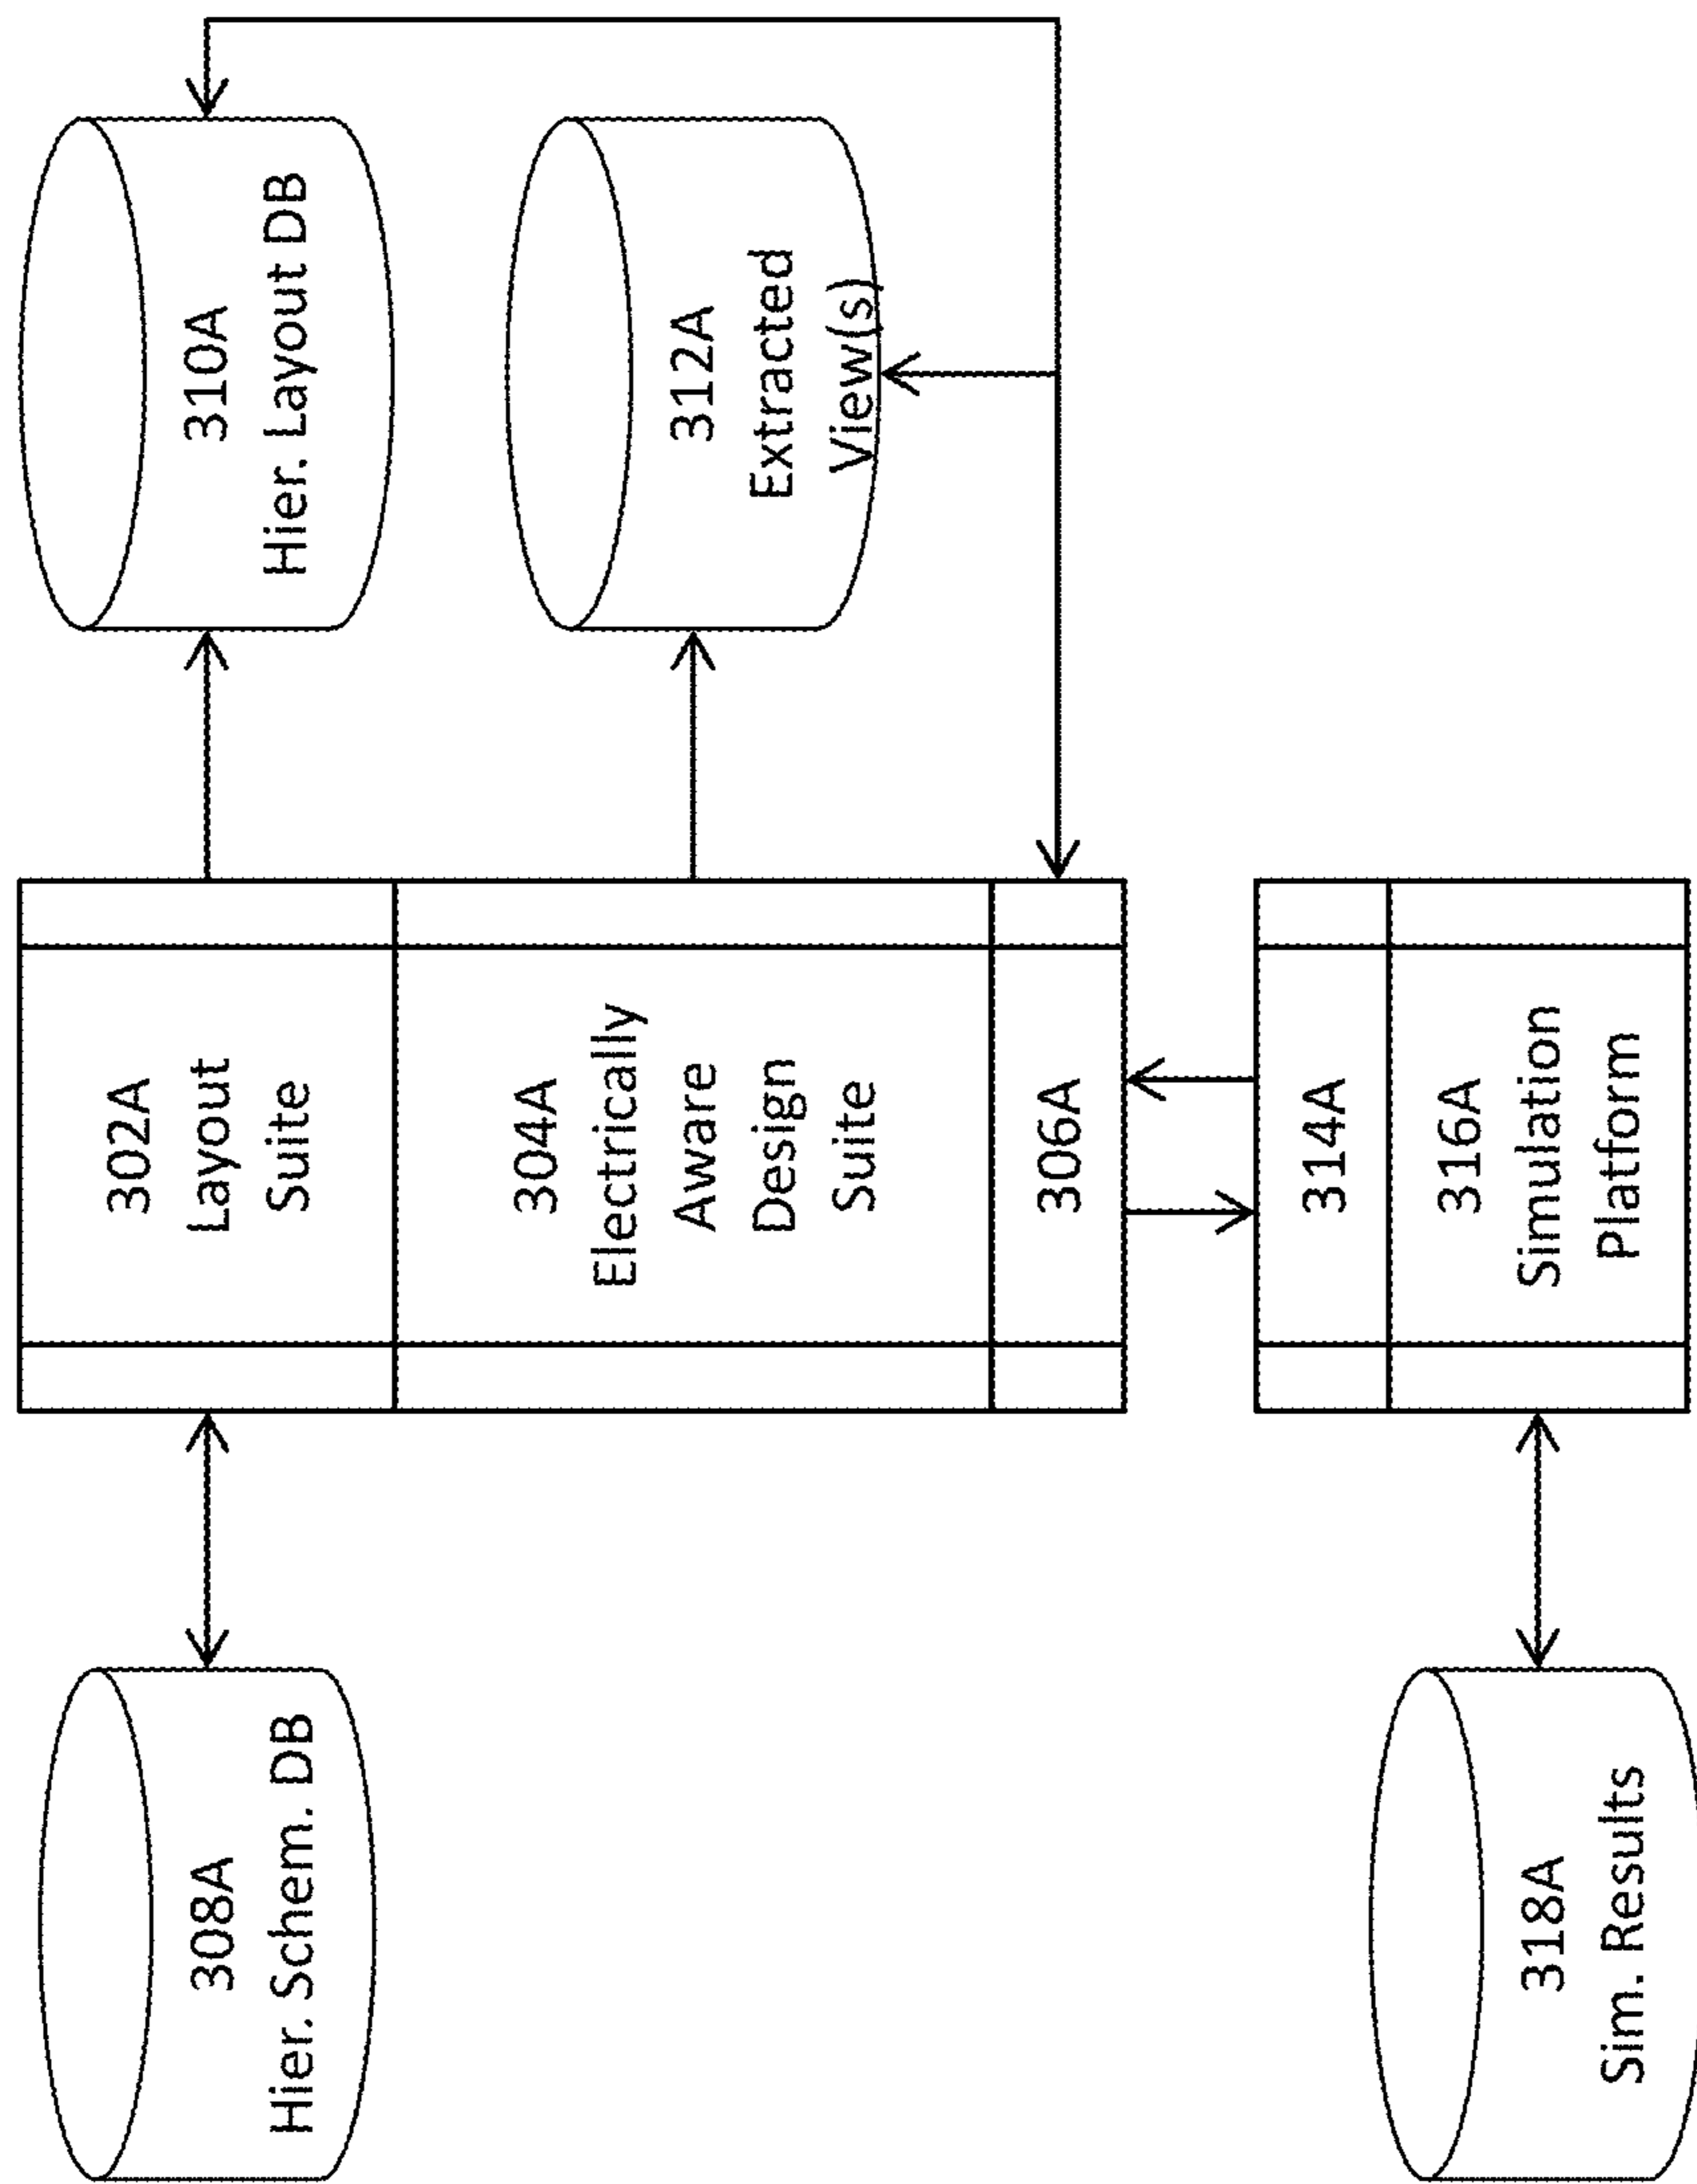 308A
Hier. Schem. DB
302A
Layout
Suite
310A
Hier. Layout DB
304A
Electrically
Aware
Design
Suite
312A
Extracted
View(s)
306A
314A
318A
Sim. Results
316A
Simulation
Platform